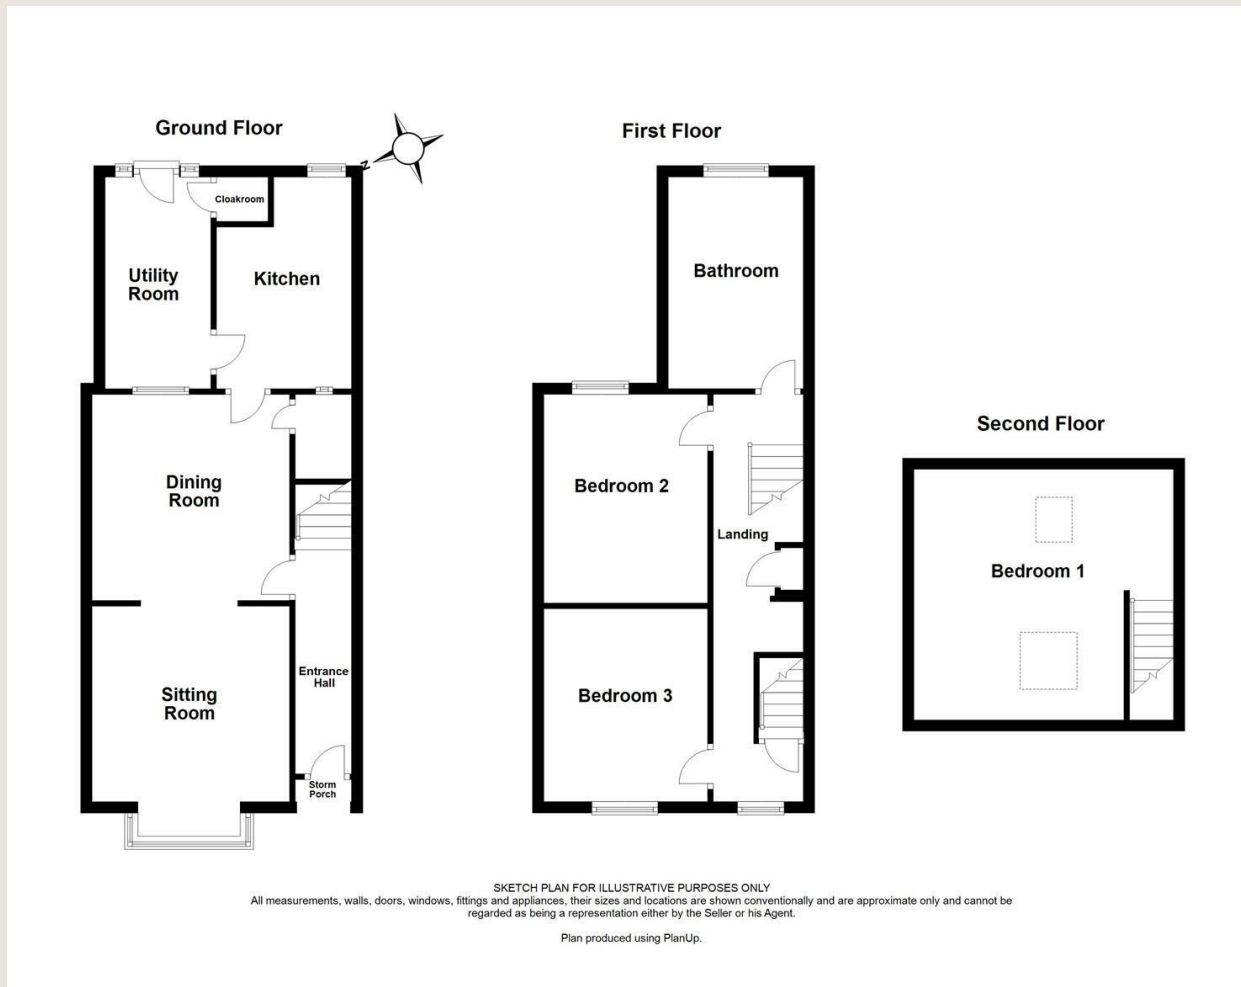 Ground Floor
N
Cloakroom
Utility
Room
Kitchen
Dining
Room
Sitting
Room
Entrance
Hall
Storm
Porch
First Floor
Bathroom
Bedroom 2
Landing
Bedroom 3
Second Floor
Bedroom 1
SKETCH PLAN FOR ILLUSTRATIVE PURPOSES ONLY
All measurements, walls, doors, windows, fittings and appliances, their sizes and locations are shown conventionally and are approximate only and cannot be
regarded as being a representation either by the Seller or his Agent.
Plan produced using PlanUp.